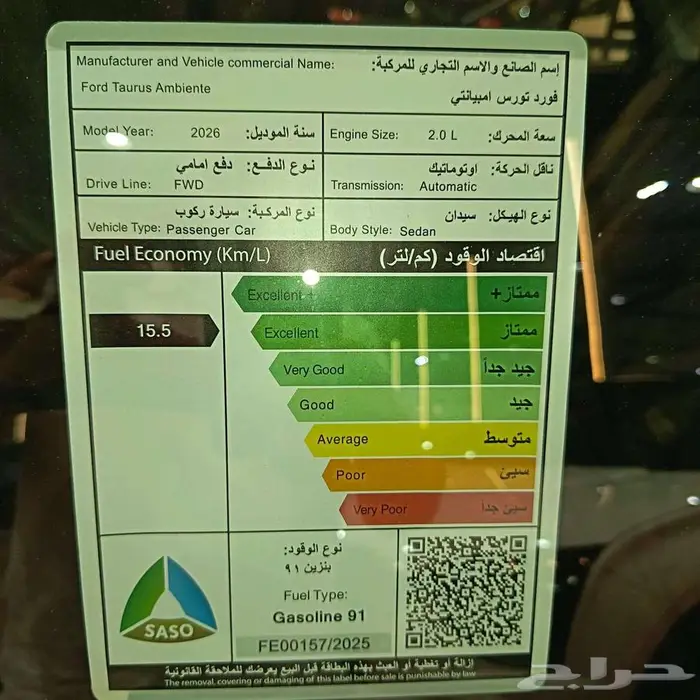 Manufacturer and Vehicle commercial Name: إسم الصانع والاسم التجاري للمركبة:
Ford Taurus Ambiente فورد تورس امبيانتي
Model Year: 2026 سنة الموديل:
Engine Size: 2.0 L سعة المحرك:
نوع الدفع: دفع امامي
Drive Line: FWD
ناقل الحركة: اوتوماتيك
Transmission: Automatic
نوع المركبة: سيارة ركوب
Vehicle Type: Passenger Car
نوع الهيكل: سيدان
Body Style: Sedan
Fuel Economy (Km/L) اقتصاد الوقود (كم/لتر)
Excellent + ممتاز+
15.5
Excellent ممتاز
Very Good جيد جداً
Good جيد
Average متوسط
Poor سيئ
Very Poor سيئ جداً
SASO
نوع الوقود:
بنزين ٩١
Fuel Type:
Gasoline 91
FE00157/2025
إزالة أو تغطية أو العبث بهذه البطاقة قبل البيع يعرضك للملاحقة القانونية
The removal, covering or damaging of this label before sale is punishable by law
حراج